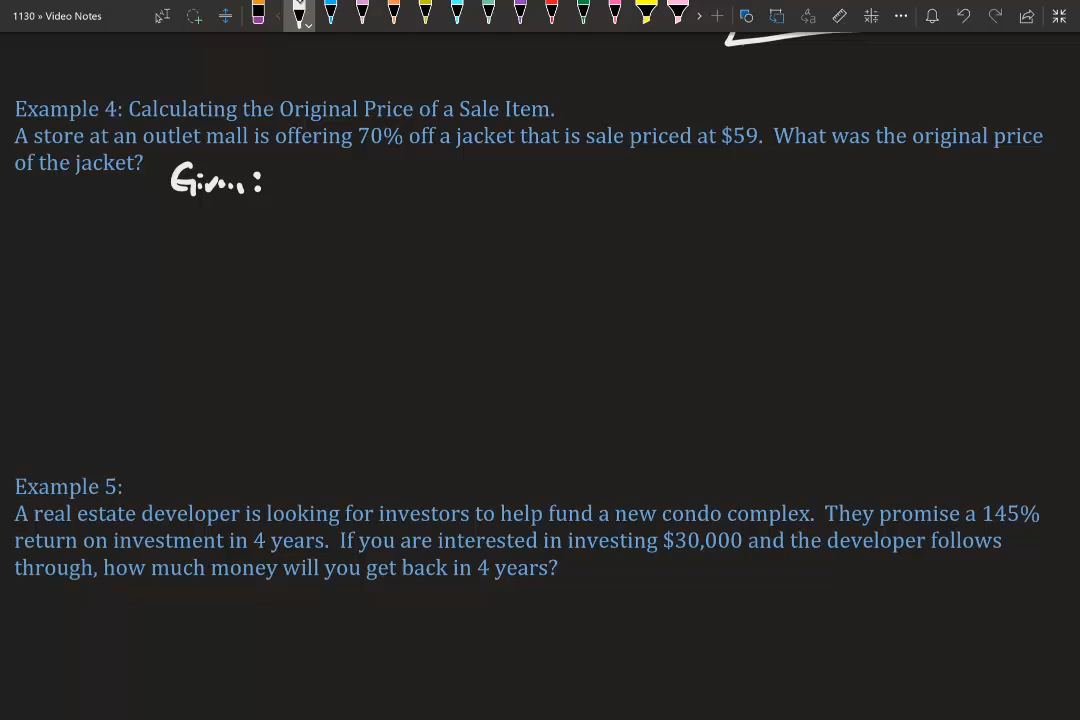 1130 » Video Notes
Example 4: Calculating the Original Price of a Sale Item.
A store at an outlet mall is offering 70% off a jacket that is sale priced at $59. What was the original price
of the jacket?
Given:
Example 5:
A real estate developer is looking for investors to help fund a new condo complex. They promise a 145%
return on investment in 4 years. If you are interested in investing $30,000 and the developer follows
through, how much money will you get back in 4 years?